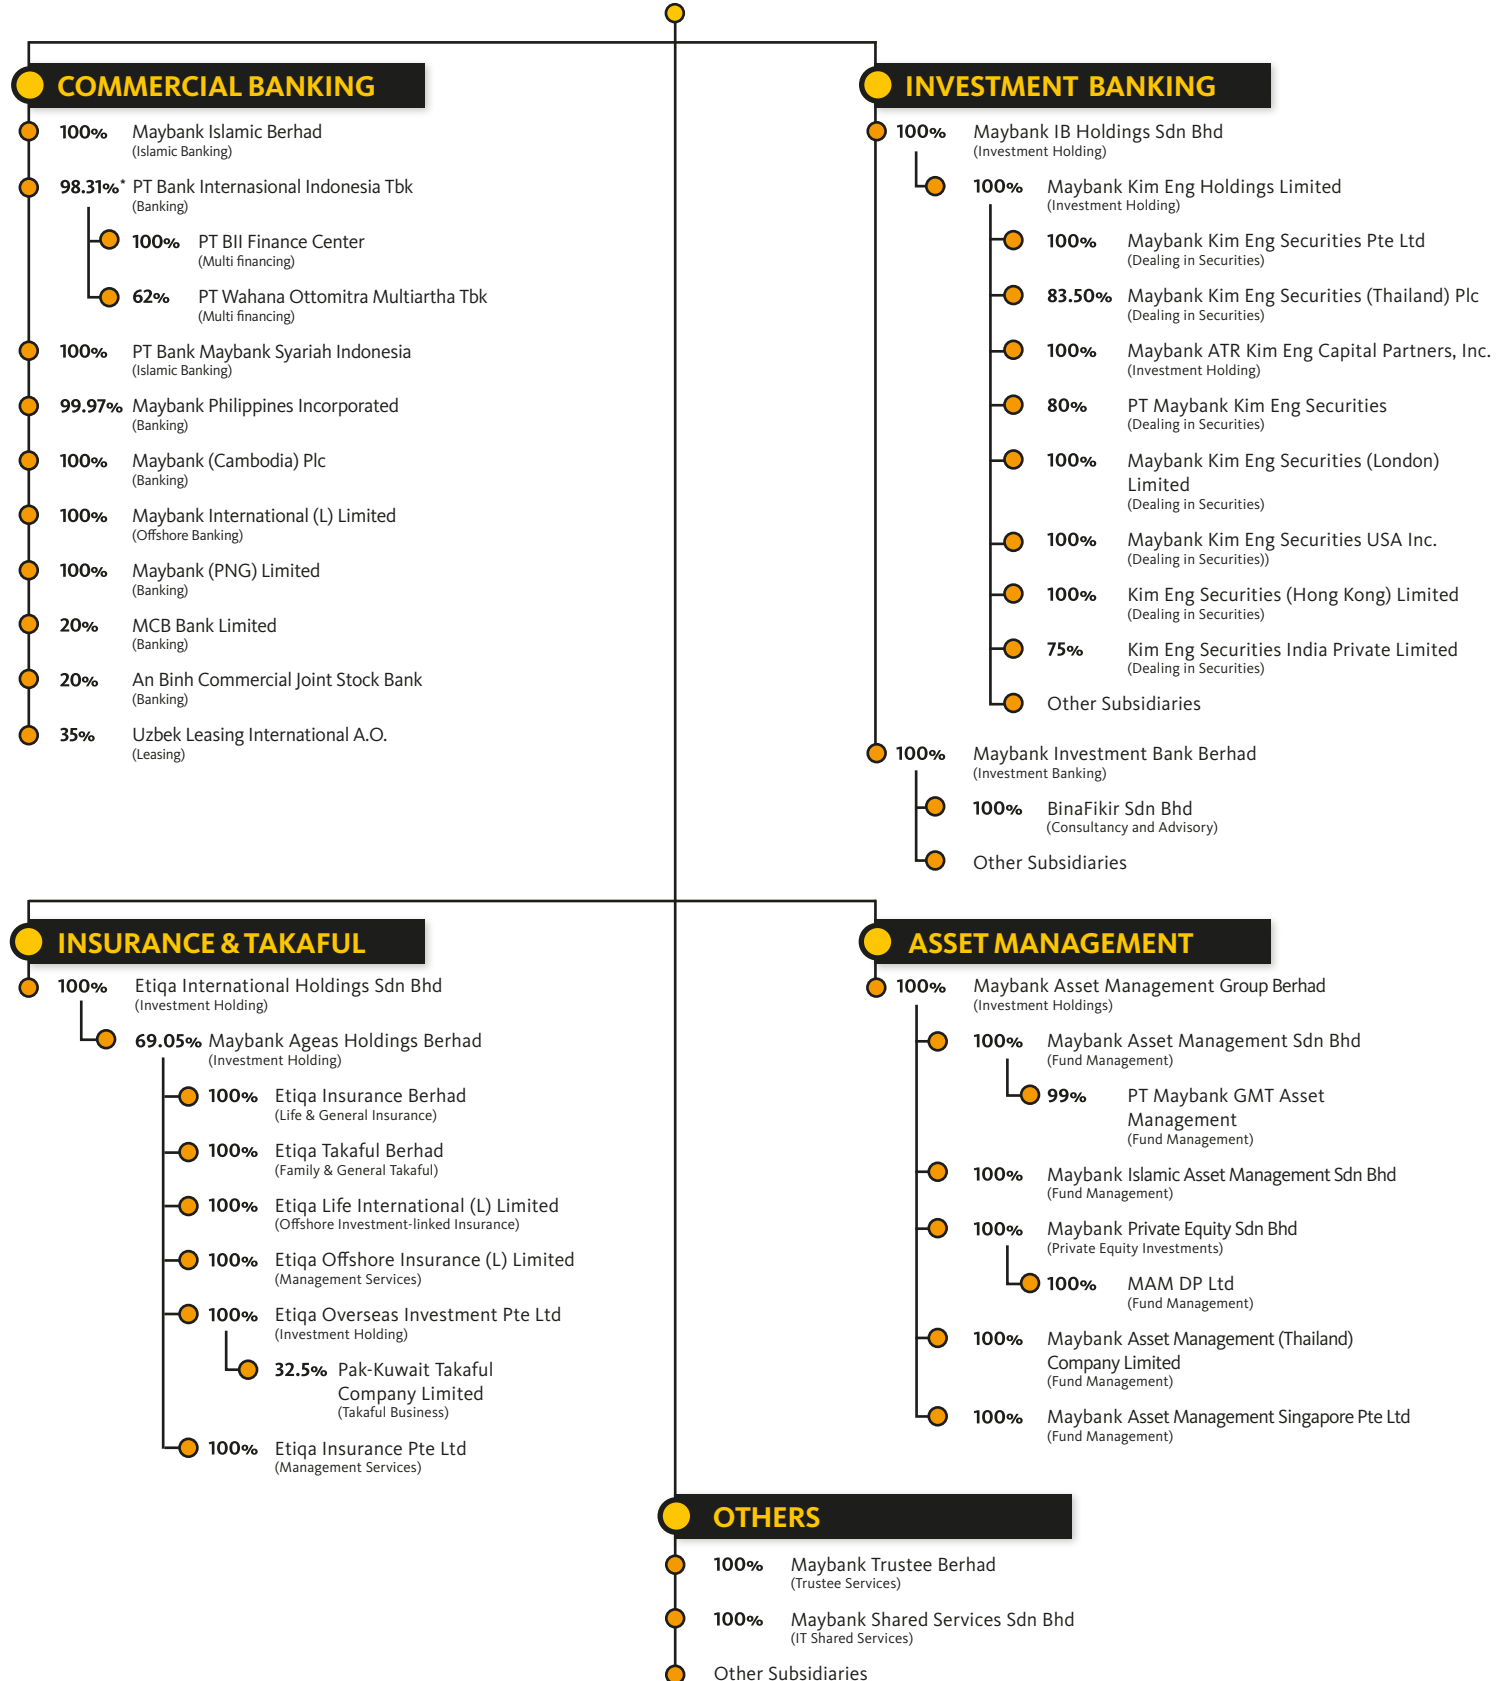 COMMERCIAL BANKING
100% Maybank Islamic Berhad
(Islamic Banking)
98.31%* PT Bank Internasional Indonesia Tbk
(Banking)
100% PT BII Finance Center
(Multi financing)
62% PT Wahana Ottomitra Multiartha Tbk
(Multi financing)
100% PT Bank Maybank Syariah Indonesia
(Islamic Banking)
99.97% Maybank Philippines Incorporated
(Banking)
100% Maybank (Cambodia) Plc
(Banking)
100% Maybank International (L) Limited
(Offshore Banking)
100% Maybank (PNG) Limited
(Banking)
20% MCB Bank Limited
(Banking)
20% An Binh Commercial Joint Stock Bank
(Banking)
35% Uzbek Leasing International A.O.
(Leasing)
INVESTMENT BANKING
100% Maybank IB Holdings Sdn Bhd
(Investment Holding)
100% Maybank Kim Eng Holdings Limited
(Investment Holding)
100% Maybank Kim Eng Securities Pte Ltd
(Dealing in Securities)
83.50% Maybank Kim Eng Securities (Thailand) Plc
(Dealing in Securities)
100% Maybank ATR Kim Eng Capital Partners, Inc.
(Investment Holding)
80% PT Maybank Kim Eng Securities
(Dealing in Securities)
100% Maybank Kim Eng Securities (London)
Limited
(Dealing in Securities)
100% Maybank Kim Eng Securities USA Inc.
(Dealing in Securities))
100% Kim Eng Securities (Hong Kong) Limited
(Dealing in Securities)
75% Kim Eng Securities India Private Limited
(Dealing in Securities)
Other Subsidiaries
100% Maybank Investment Bank Berhad
(Investment Banking)
100% BinaFikir Sdn Bhd
(Consultancy and Advisory)
Other Subsidiaries
INSURANCE & TAKAFUL
100% Etiqa International Holdings Sdn Bhd
(Investment Holding)
69.05% Maybank Ageas Holdings Berhad
(Investment Holding)
100% Etiqa Insurance Berhad
(Life & General Insurance)
100% Etiqa Takaful Berhad
(Family & General Takaful)
100% Etiqa Life International (L) Limited
(Offshore Investment-linked Insurance)
100% Etiqa Offshore Insurance (L) Limited
(Management Services)
100% Etiqa Overseas Investment Pte Ltd
(Investment Holding)
32.5% Pak-Kuwait Takaful
Company Limited
(Takaful Business)
100% Etiqa Insurance Pte Ltd
(Management Services)
ASSET MANAGEMENT
100% Maybank Asset Management Group Berhad
(Investment Holdings)
100% Maybank Asset Management Sdn Bhd
(Fund Management)
99% PT Maybank GMT Asset
Management
(Fund Management)
100% Maybank Islamic Asset Management Sdn Bhd
(Fund Management)
100% Maybank Private Equity Sdn Bhd
(Private Equity Investments)
100% MAM DP Ltd
(Fund Management)
100% Maybank Asset Management (Thailand)
Company Limited
(Fund Management)
100% Maybank Asset Management Singapore Pte Ltd
(Fund Management)
OTHERS
100% Maybank Trustee Berhad
(Trustee Services)
100% Maybank Shared Services Sdn Bhd
(IT Shared Services)
Other Subsidiaries